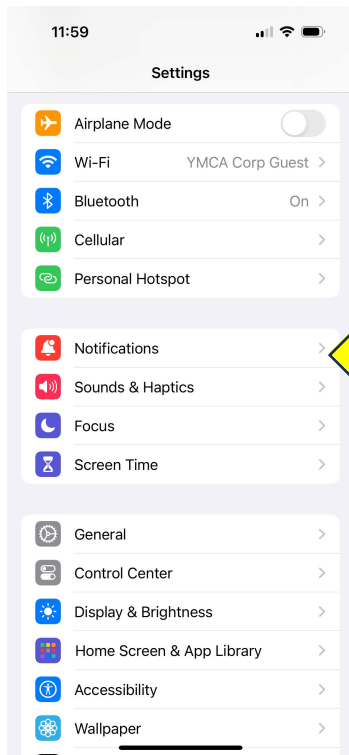 11:59
Settings
Airplane Mode
Wi-Fi YMCA Corp Guest
Bluetooth On
Cellular
Personal Hotspot
Notifications
Sounds & Haptics
Focus
Screen Time
General
Control Center
Display & Brightness
Home Screen & App Library
Accessibility
Wallpaper